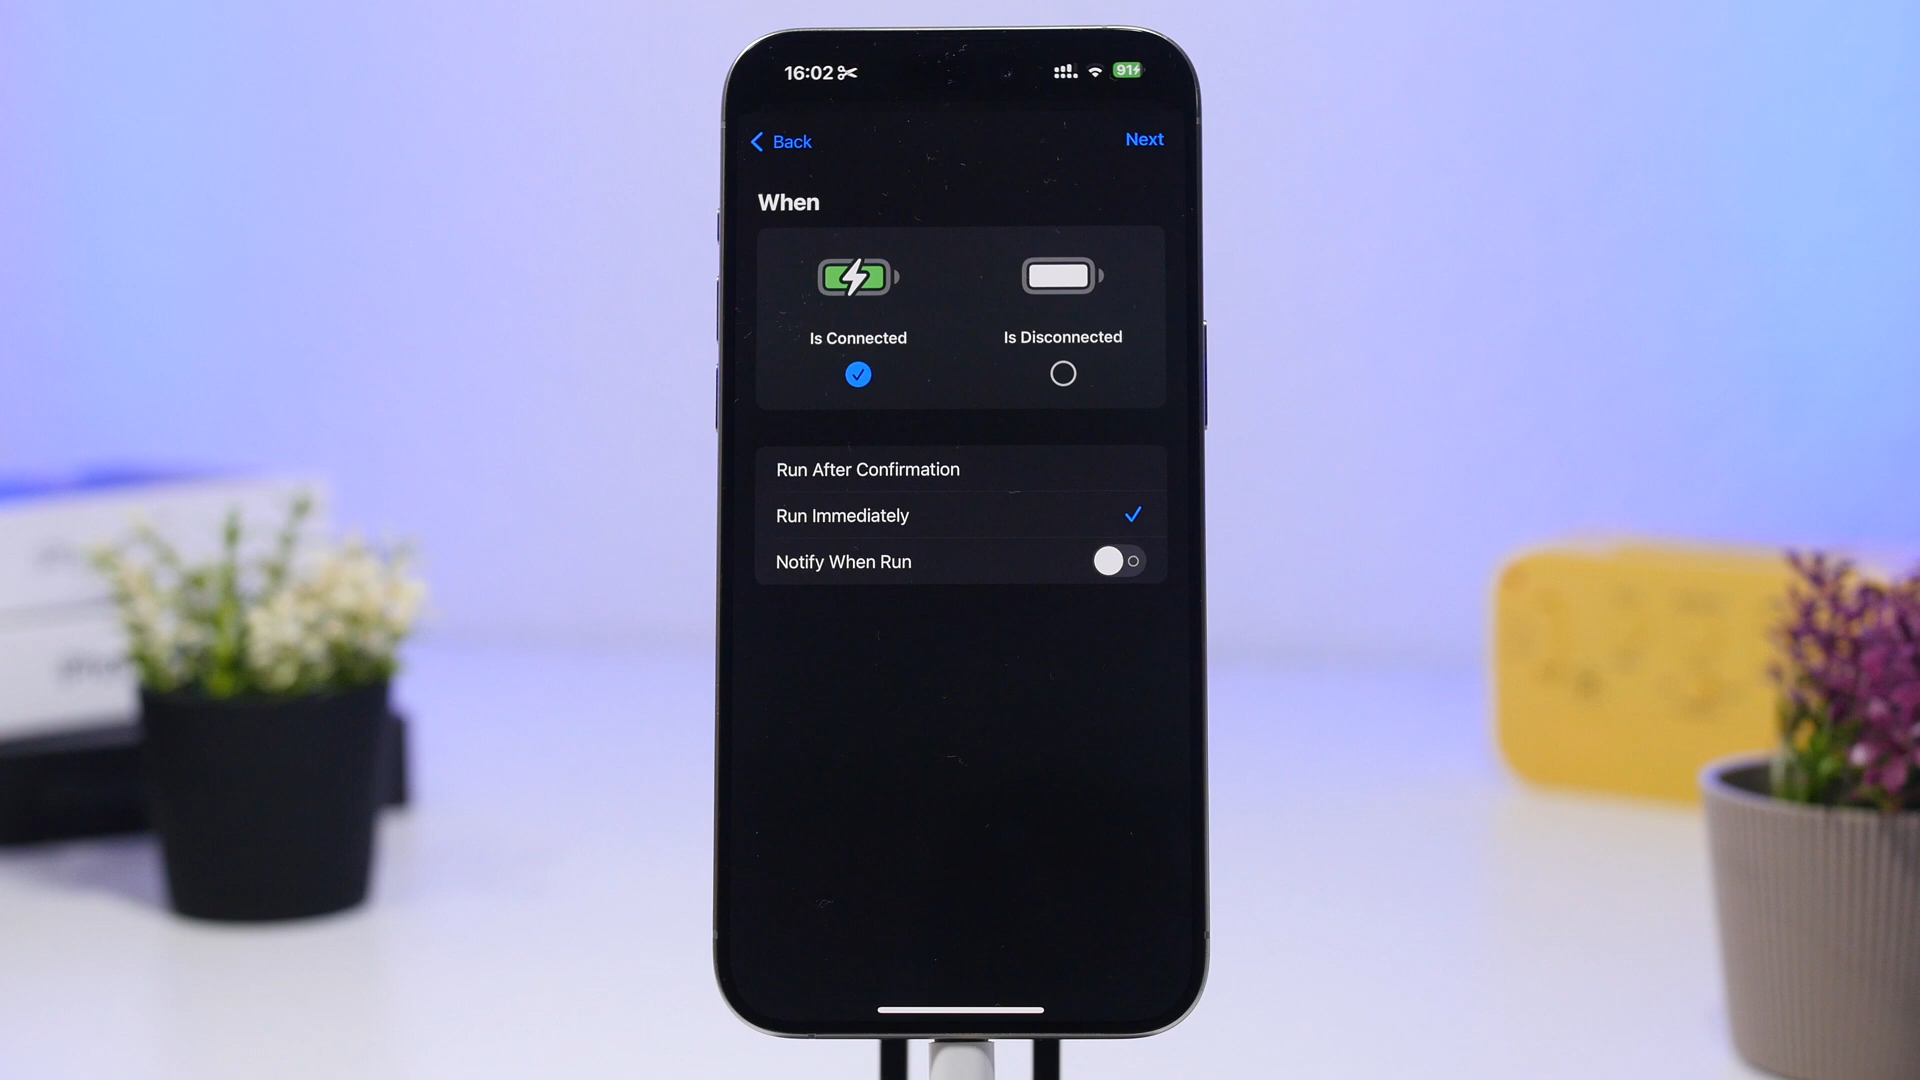 16:02
91
Back
Next
When
Is Connected
Is Disconnected
Run After Confirmation
Run Immediately
Notify When Run